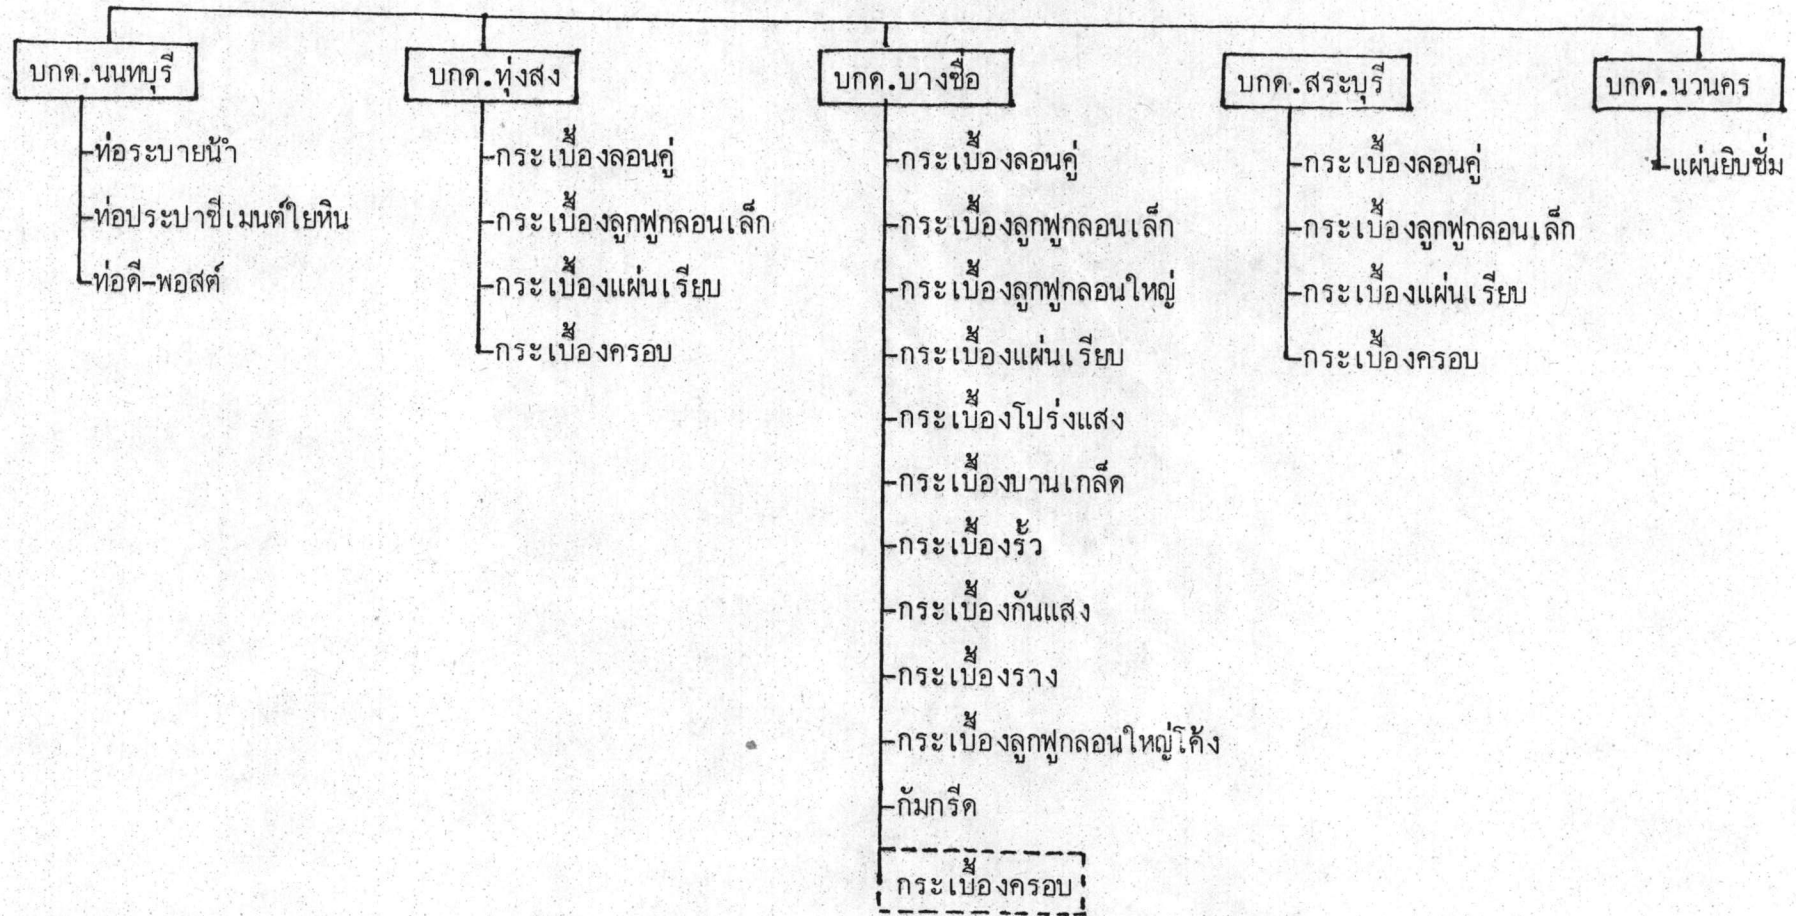 บกค.นนทบุรี
-ท่อระบายน้ำ
-ท่อประปาซีเมนต์ใยหิน
-ท่อดี-พอสต์
บกค.ทุ่งสง
-กระเบื้องลอนคู่
-กระเบื้องลูกฟูกลอนเล็ก
-กระเบื้องแผ่นเรียบ
-กระเบื้องครอบ
บกค.บางซื่อ
-กระเบื้องลอนคู่
-กระเบื้องลูกฟูกลอนเล็ก
-กระเบื้องลูกฟูกลอนใหญ่
-กระเบื้องแผ่นเรียบ
-กระเบื้องโปร่งแสง
-กระเบื้องบานเกล็ด
-กระเบื้องรั้ว
-กระเบื้องกันแสง
-กระเบื้องราง
-กระเบื้องลูกฟูกลอนใหญ่โค้ง
-กัมกรีต
กระเบื้องครอบ
บกค.สระบุรี
-กระเบื้องลอนคู่
-กระเบื้องลูกฟูกลอนเล็ก
-กระเบื้องแผ่นเรียบ
-กระเบื้องครอบ
บกค.นวนคร
-แผ่นยิบซั่ม